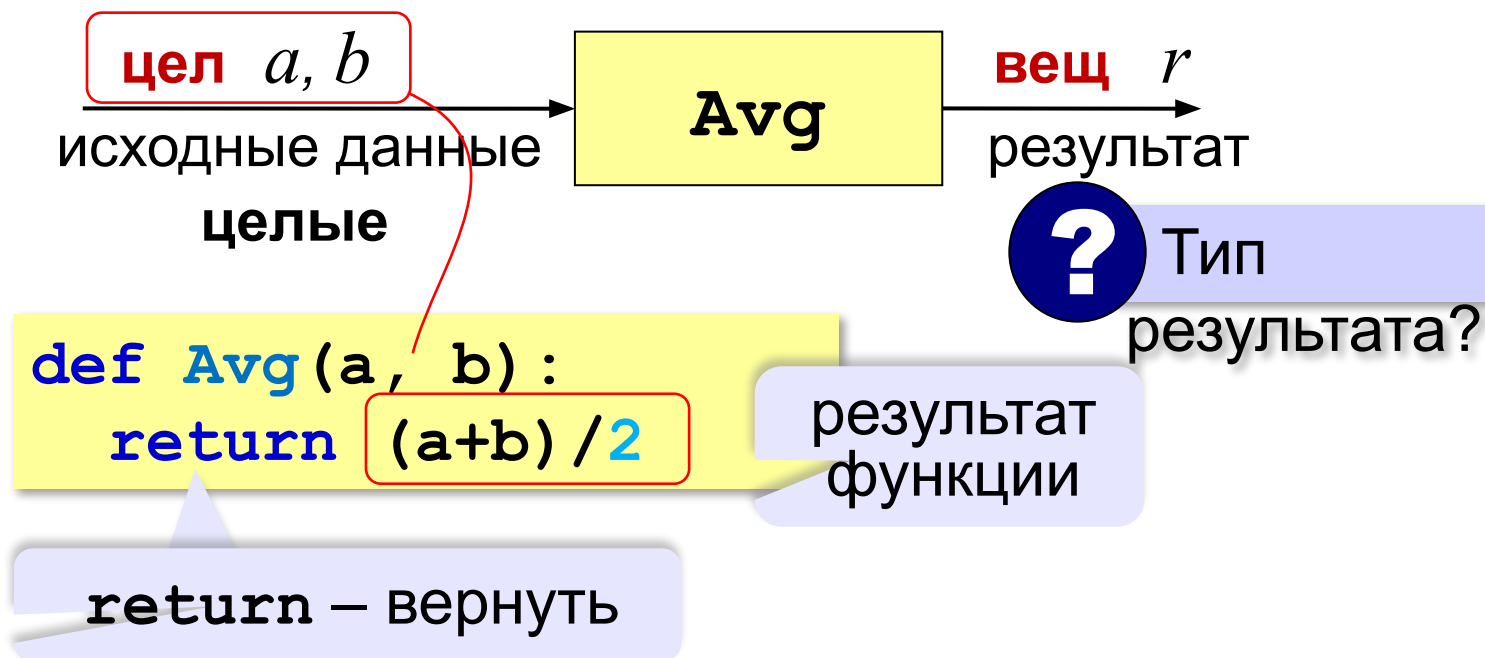 цел a, b
Avg
вещ r
исходные данные
результат
целые
? Тип
результата?
def Avg(a, b):
return (a+b)/2
результат
функции
return – вернуть